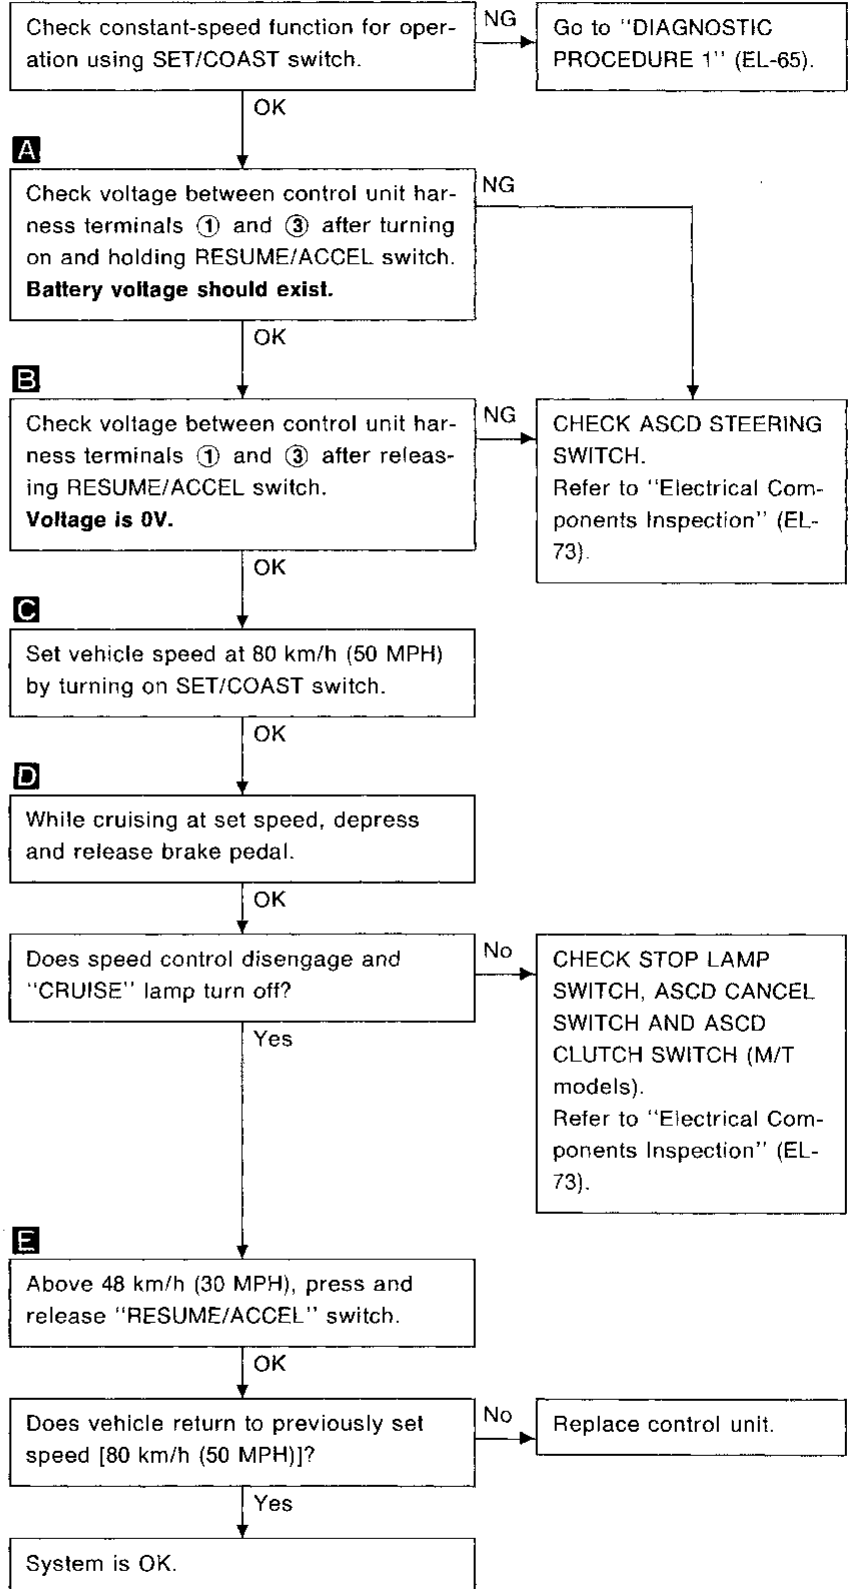 Check constant-speed function for oper-
ation using SET/COAST switch.
NG
Go to "DIAGNOSTIC
PROCEDURE 1" (EL-65).
OK
A
Check voltage between control unit har-
ness terminals ① and ③ after turning
on and holding RESUME/ACCEL switch.
Battery voltage should exist.
NG
OK
B
Check voltage between control unit har-
ness terminals ① and ③ after releas-
ing RESUME/ACCEL switch.
Voltage is 0V.
NG
CHECK ASCD STEERING
SWITCH.
Refer to "Electrical Com-
ponents Inspection" (EL-
73).
OK
C
Set vehicle speed at 80 km/h (50 MPH)
by turning on SET/COAST switch.
OK
D
While cruising at set speed, depress
and release brake pedal.
OK
Does speed control disengage and
"CRUISE" lamp turn off?
No
CHECK STOP LAMP
SWITCH, ASCD CANCEL
SWITCH AND ASCD
CLUTCH SWITCH (M/T
models).
Refer to "Electrical Com-
ponents Inspection" (EL-
73).
Yes
E
Above 48 km/h (30 MPH), press and
release "RESUME/ACCEL" switch.
OK
Does vehicle return to previously set
speed [80 km/h (50 MPH)]?
No
Replace control unit.
Yes
System is OK.